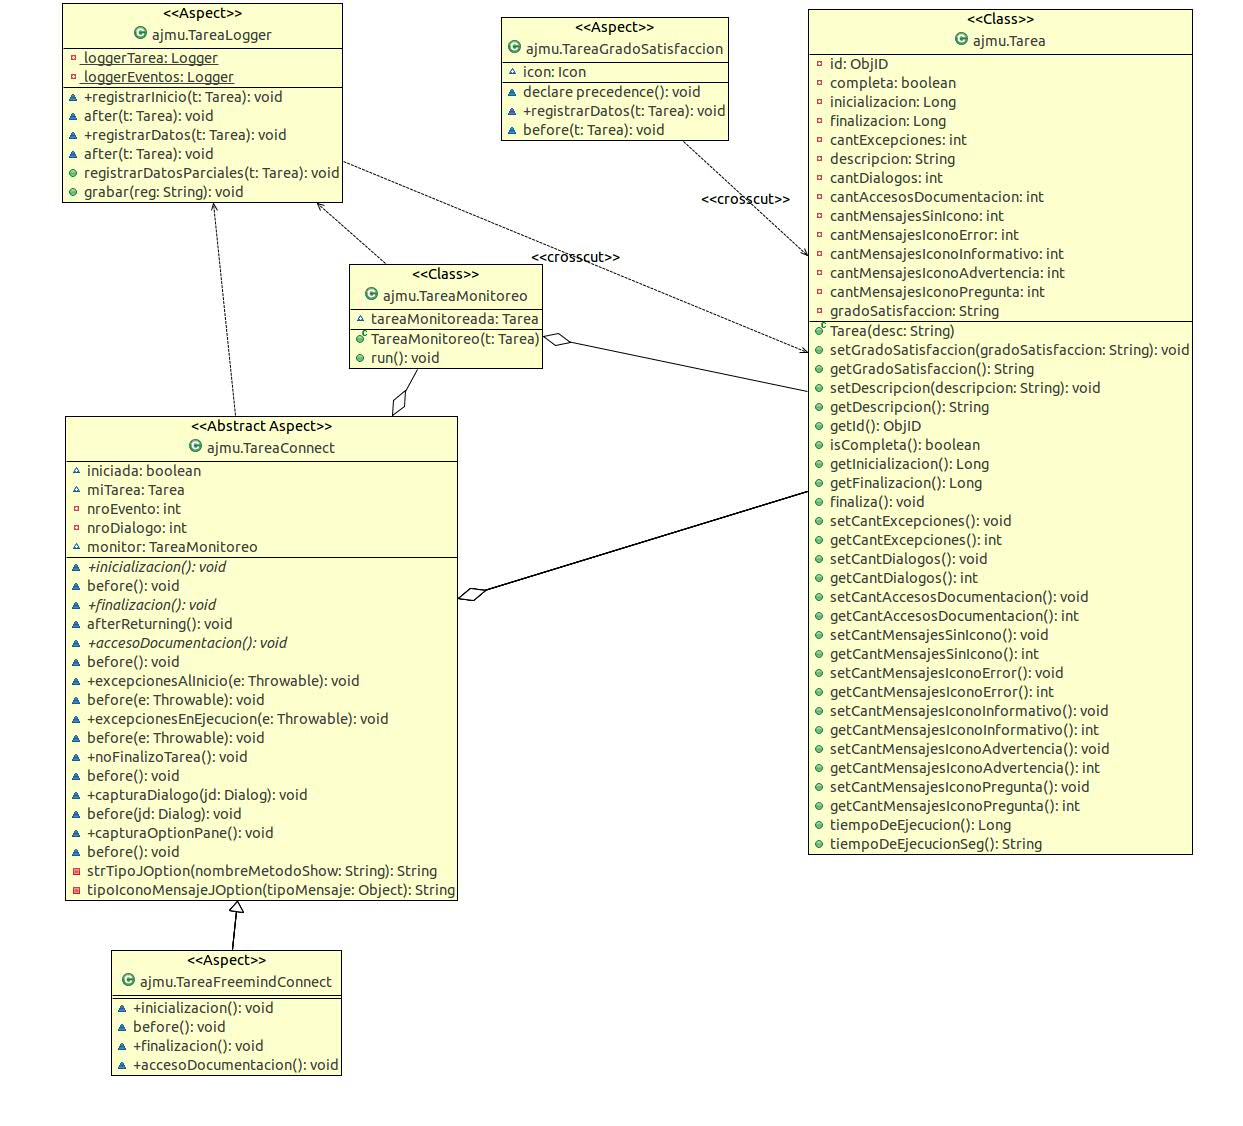 <<Aspect>>
ajmu.TareaLogger
loggerTarea: Logger
loggerEventos: Logger
+registrarInicio(t: Tarea): void
after(t: Tarea): void
+registrarDatos(t: Tarea): void
after(t: Tarea): void
registrarDatosParciales(t: Tarea): void
grabar(reg: String): void
<<Aspect>>
ajmu.TareaGradoSatisfaccion
icon: Icon
declare precedence(): void
+registrarDatos(t: Tarea): void
before(t: Tarea): void
<<Class>>
ajmu.Tarea
id: ObjID
completa: boolean
inicializacion: Long
finalizacion: Long
cantExcepciones: int
descripcion: String
cantDialogos: int
cantAccesosDocumentacion: int
cantMensajesSinIcono: int
cantMensajesIconoError: int
cantMensajesIconoInformativo: int
cantMensajesIconoAdvertencia: int
cantMensajesIconoPregunta: int
gradoSatisfaccion: String
Tarea(desc: String)
setGradoSatisfaccion(gradoSatisfaccion: String): void
getGradoSatisfaccion(): String
setDescripcion(descripcion: String): void
getDescripcion(): String
getId(): ObjID
isCompleta(): boolean
getInicializacion(): Long
getFinalizacion(): Long
finaliza(): void
setCantExcepciones(): void
getCantExcepciones(): int
setCantDialogos(): void
getCantDialogos(): int
setCantAccesosDocumentacion(): void
getCantAccesosDocumentacion(): int
setCantMensajesSinIcono(): void
getCantMensajesSinIcono(): int
setCantMensajesIconoError(): void
getCantMensajesIconoError(): int
setCantMensajesIconoInformativo(): void
getCantMensajesIconoInformativo(): int
setCantMensajesIconoAdvertencia(): void
getCantMensajesIconoAdvertencia(): int
setCantMensajesIconoPregunta(): void
getCantMensajesIconoPregunta(): int
tiempoDeEjecucion(): Long
tiempoDeEjecucionSeg(): String
<<crosscut>>
<<crosscut>>
<<Class>>
ajmu.TareaMonitoreo
tareaMonitoreada: Tarea
TareaMonitoreo(t: Tarea)
run(): void
<<Abstract Aspect>>
ajmu.TareaConnect
iniciada: boolean
miTarea: Tarea
nroEvento: int
nroDialogo: int
monitor: TareaMonitoreo
+inicializacion(): void
before(): void
+finalizacion(): void
afterReturning(): void
+accesoDocumentacion(): void
before(): void
+excepcionesAlInicio(e: Throwable): void
before(e: Throwable): void
+excepcionesEnEjecucion(e: Throwable): void
before(e: Throwable): void
+noFinalizoTarea(): void
before(): void
+capturaDialogo(jd: Dialog): void
before(jd: Dialog): void
+capturaOptionPane(): void
before(): void
strTipoJOption(nombreMetodoShow: String): String
tipoIconoMensajeJOption(tipoMensaje: Object): String
<<Aspect>>
ajmu.TareaFreemindConnect
+inicializacion(): void
before(): void
+finalizacion(): void
+accesoDocumentacion(): void